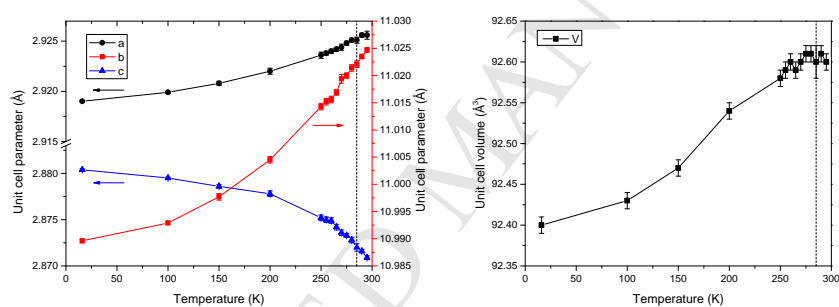 11.030
92.65
2.925
a
b
c
11.025
V
2.920
11.020
92.60
11.015
2.915
11.010
92.55
11.005
92.50
2.880
11.000
92.45
10.995
2.875
92.40
10.990
2.870
10.985
92.35
0 50 100 150 200 250 300
0 50 100 150 200 250 300
Temperature (K)
Temperature (K)
Unit cell parameter (Å)
Unit cell parameter (Å)
Unit cell volume (Å³)
ED MAN